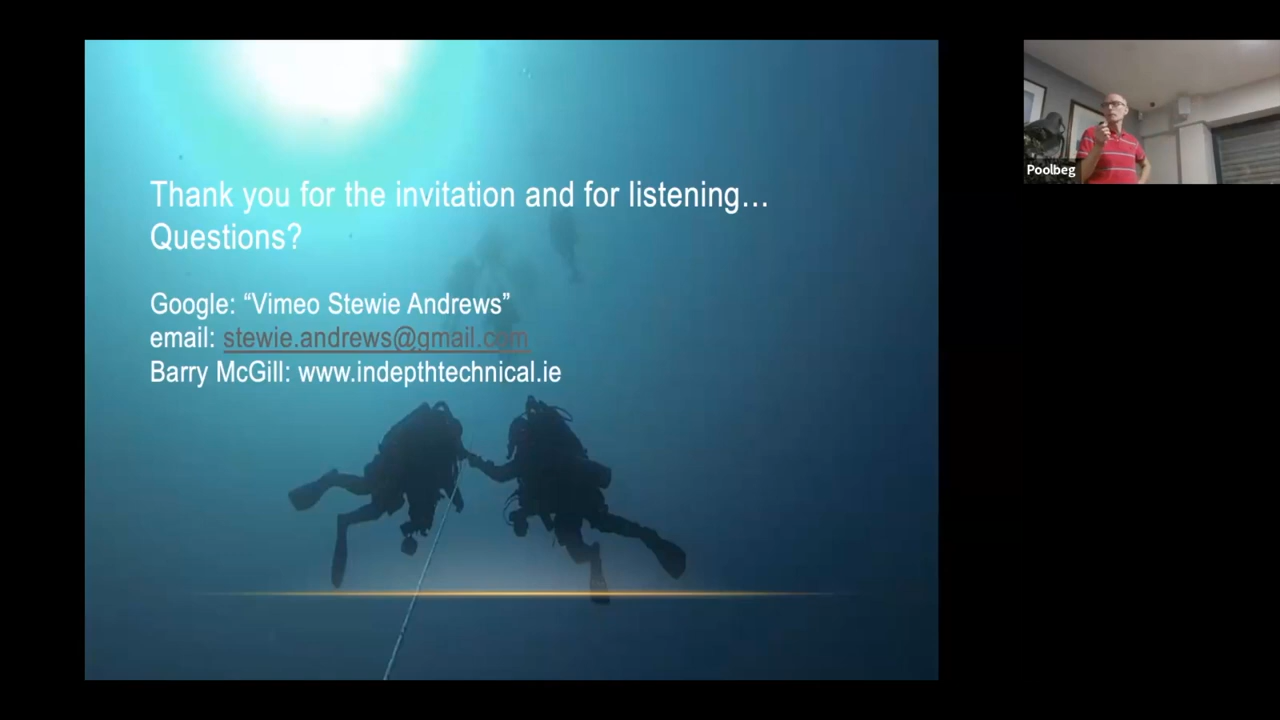 Thank you for the invitation and for listening…
Questions?
Google: “Vimeo Stewie Andrews”
email: stewie.andrews@gmail.com
Barry McGill: www.indepthtechnical.ie
Poolbeg